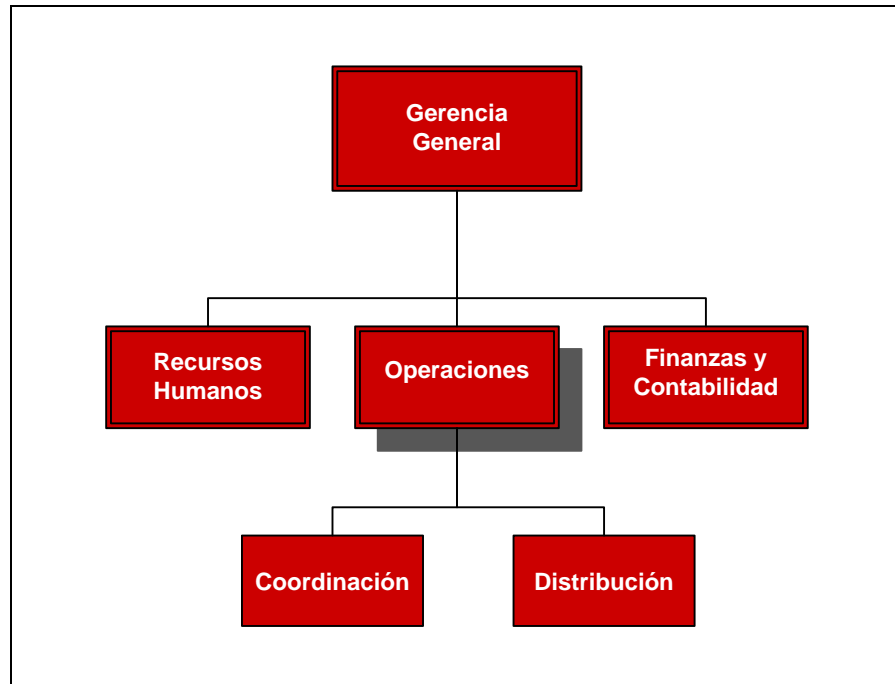 Gerencia
General
Recursos
Humanos
Operaciones
Finanzas y
Contabilidad
Coordinación
Distribución